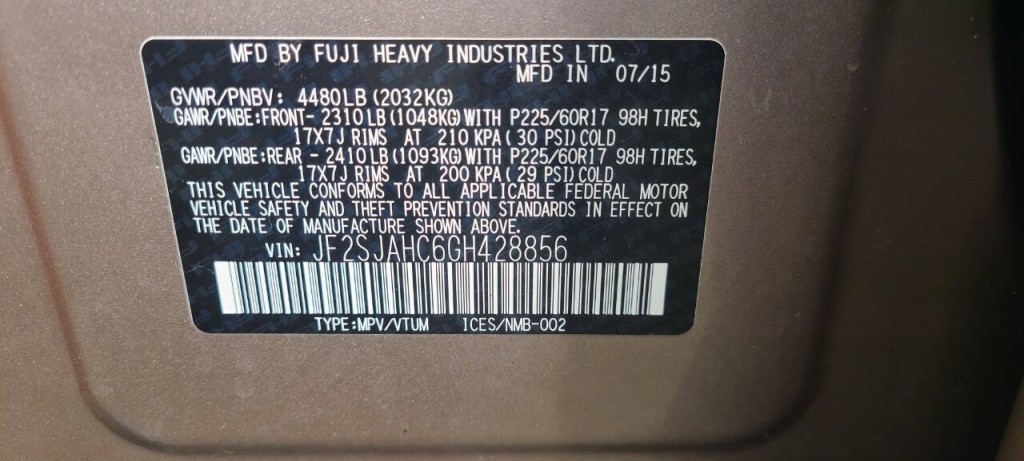 MFD BY FUJI HEAVY INDUSTRIES LTD.
MFD IN 07/15
GVWR/PNBV: 4480LB (2032KG)
GAWR/PNBE:FRONT- 2310LB (1048KG) WITH P225/60R17 98H TIRES,
17X7J RIMS AT 210 KPA (30 PSI) COLD
GAWR/PNBE:REAR - 2410LB (1093KG) WITH P225/60R17 98H TIRES,
17X7J RIMS AT 200 KPA (29 PSI) COLD
THIS VEHICLE CONFORMS TO ALL APPLICABLE FEDERAL MOTOR
VEHICLE SAFETY AND THEFT PREVENTION STANDARDS IN EFFECT ON
THE DATE OF MANUFACTURE SHOWN ABOVE.
VIN: JF2SJAHC6GH428856
TYPE:MPV/VTUM ICES/NMB-002